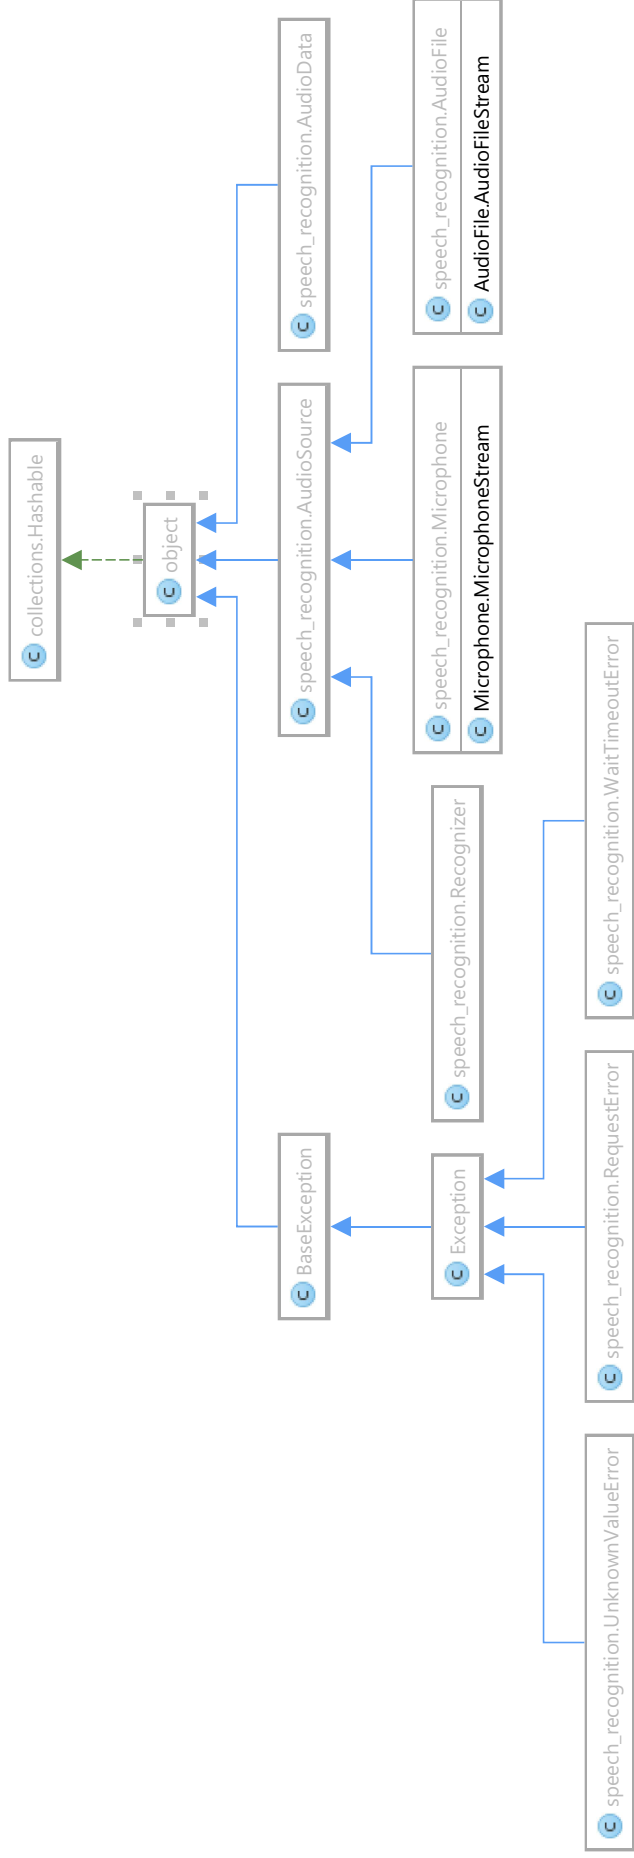 collections.Hashable
object
BaseException
speech_recognition.AudioSource
speech_recognition.AudioData
Exception
speech_recognition.Recognizer
speech_recognition.Microphone
Microphone.MicrophoneStream
speech_recognition.AudioFile
AudioFile.AudioFileStream
speech_recognition.UnknownValueError
speech_recognition.RequestError
speech_recognition.WaitTimeoutError